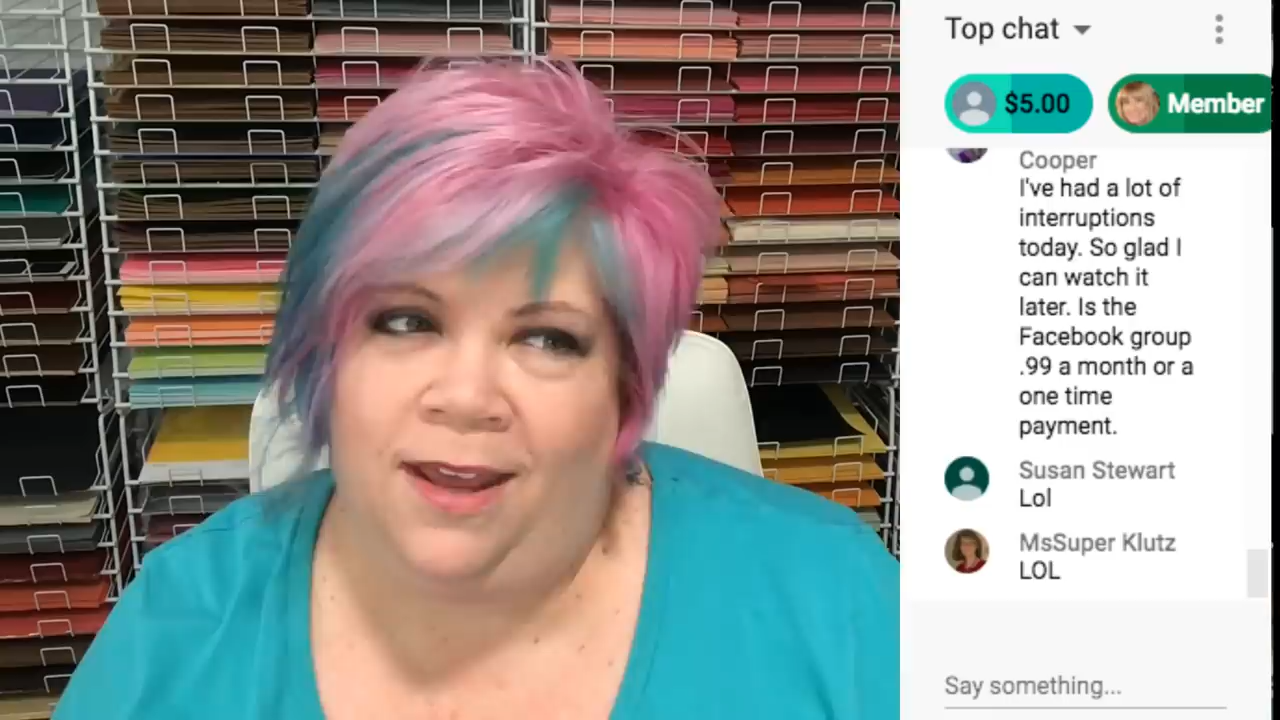 Top chat
$5.00
Member
Cooper
I've had a lot of
interruptions
today. So glad I
can watch it
later. Is the
Facebook group
.99 a month or a
one time
payment.
Susan Stewart
Lol
MsSuper Klutz
LOL
Say something...